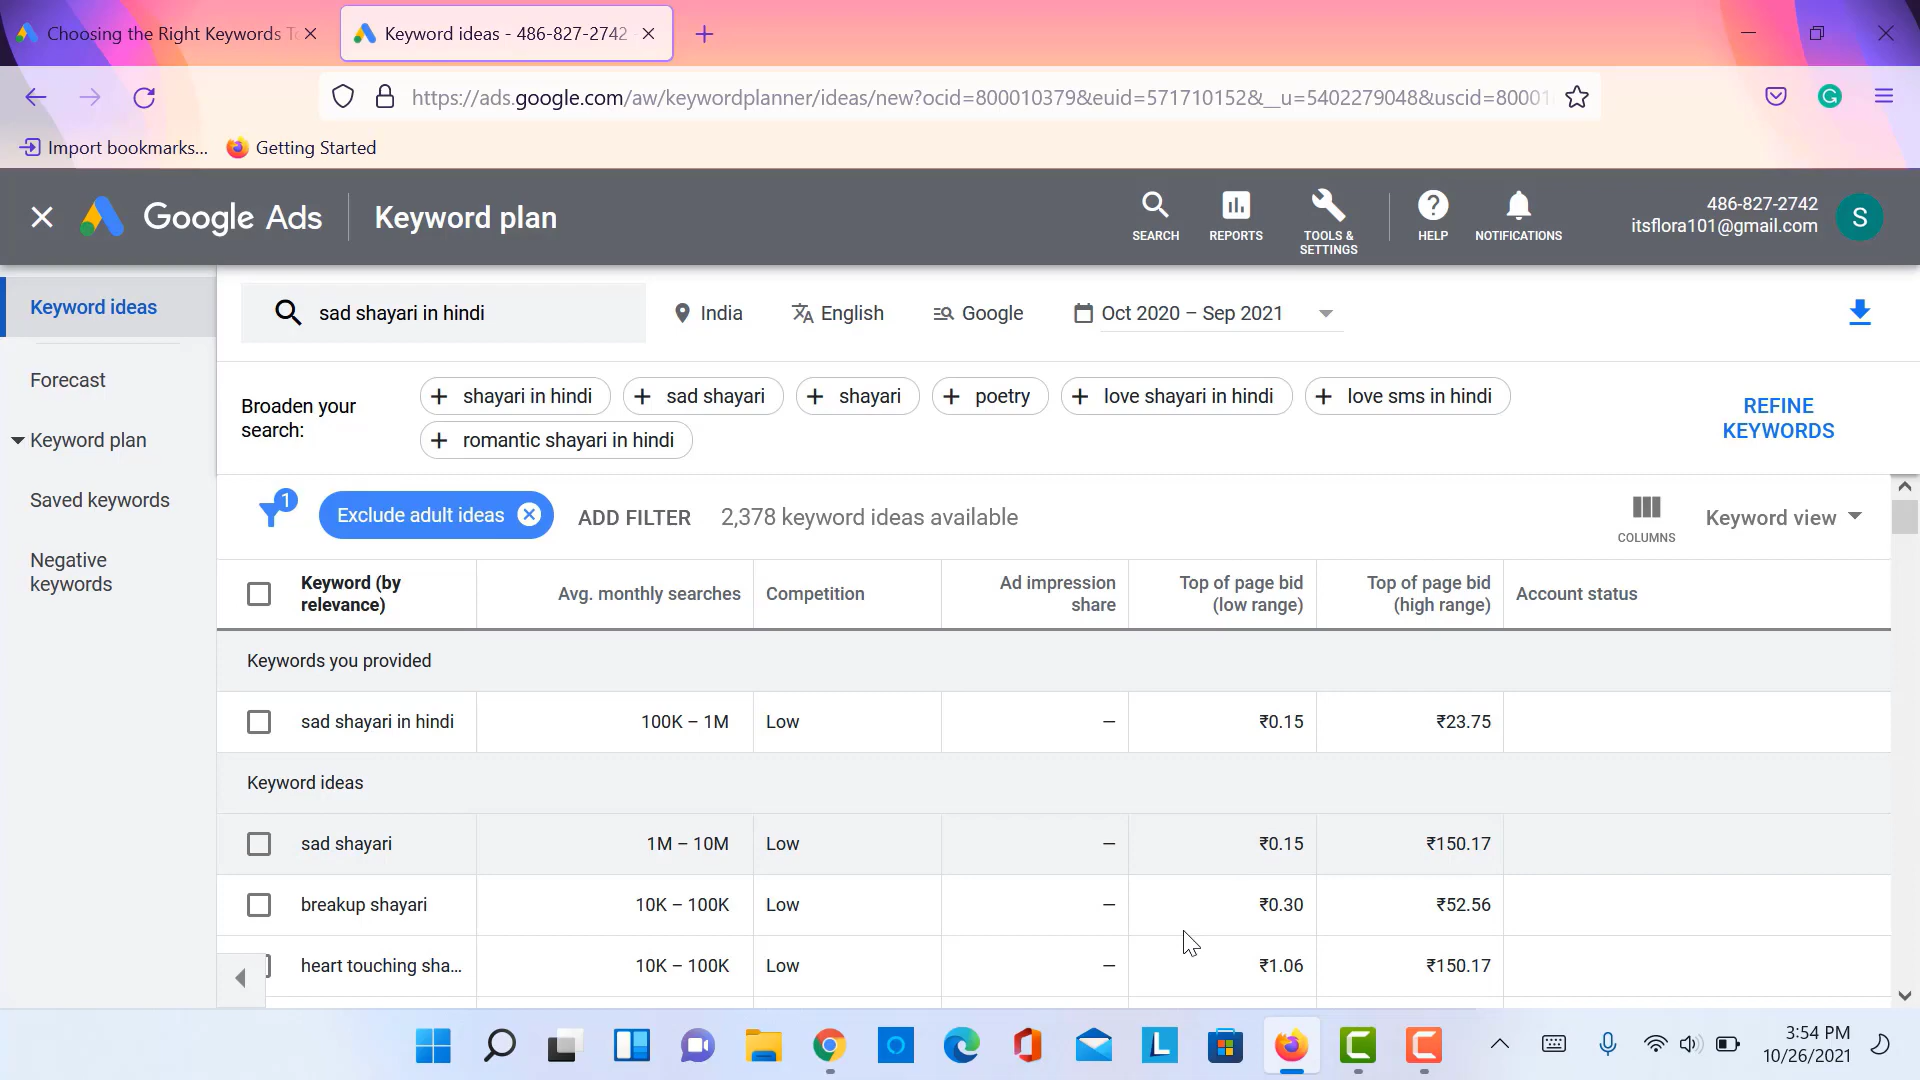 Choosing the Right Keywords To
Keyword ideas - 486-827-2742
https://ads.google.com/aw/keywordplanner/ideas/new?ocid=800010379&euid=571710152&__u=5402279048&uscid=80001
Import bookmarks...
Getting Started
Google Ads
Keyword plan
SEARCH
REPORTS
TOOLS &
SETTINGS
HELP
NOTIFICATIONS
486-827-2742
itsflora101@gmail.com
S
Keyword ideas
Forecast
Keyword plan
Saved keywords
Negative
keywords
sad shayari in hindi
India
English
Google
Oct 2020 – Sep 2021
Broaden your
search:
shayari in hindi
sad shayari
shayari
poetry
love shayari in hindi
love sms in hindi
romantic shayari in hindi
REFINE
KEYWORDS
1
Exclude adult ideas
ADD FILTER
2,378 keyword ideas available
COLUMNS
Keyword view
Keyword (by
relevance)
Avg. monthly searches
Competition
Ad impression
share
Top of page bid
(low range)
Top of page bid
(high range)
Account status
Keywords you provided
sad shayari in hindi 100K – 1M Low – ₹0.15 ₹23.75
Keyword ideas
sad shayari 1M – 10M Low – ₹0.15 ₹150.17
breakup shayari 10K – 100K Low – ₹0.30 ₹52.56
heart touching sha... 10K – 100K Low – ₹1.06 ₹150.17
3:54 PM
10/26/2021